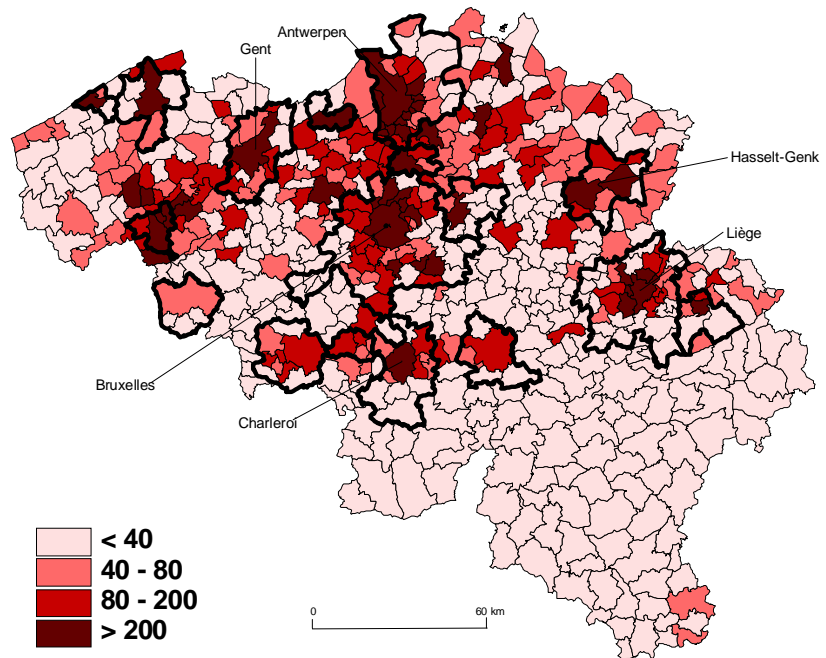 Antwerpen
Gent
Hasselt-Genk
Liège
Bruxelles
Charleroi
< 40
40 - 80
80 - 200
> 200
0 60 km